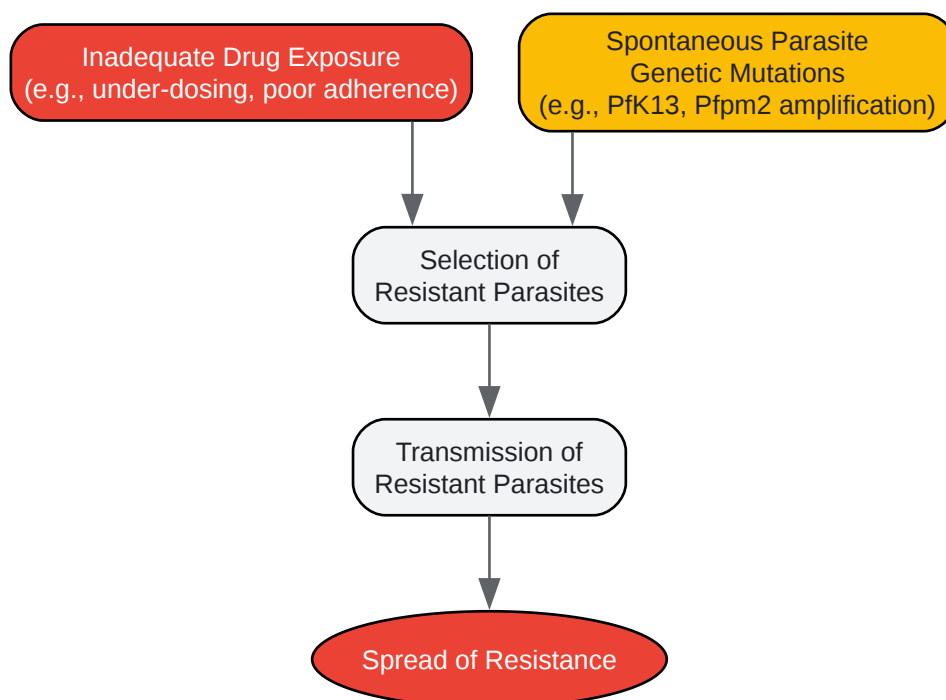 Inadequate Drug Exposure
(e.g., under-dosing, poor adherence)
Spontaneous Parasite
Genetic Mutations
(e.g., PfK13, Pfpm2 amplification)
Selection of
Resistant Parasites
Transmission of
Resistant Parasites
Spread of Resistance